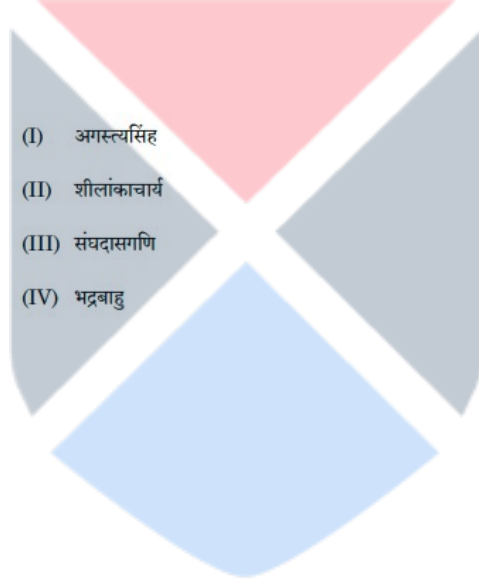 (I) अगस्त्यसिंह
(II) शीलांकाचार्य
(III) संघदासगणि
(IV) भद्रबाहु